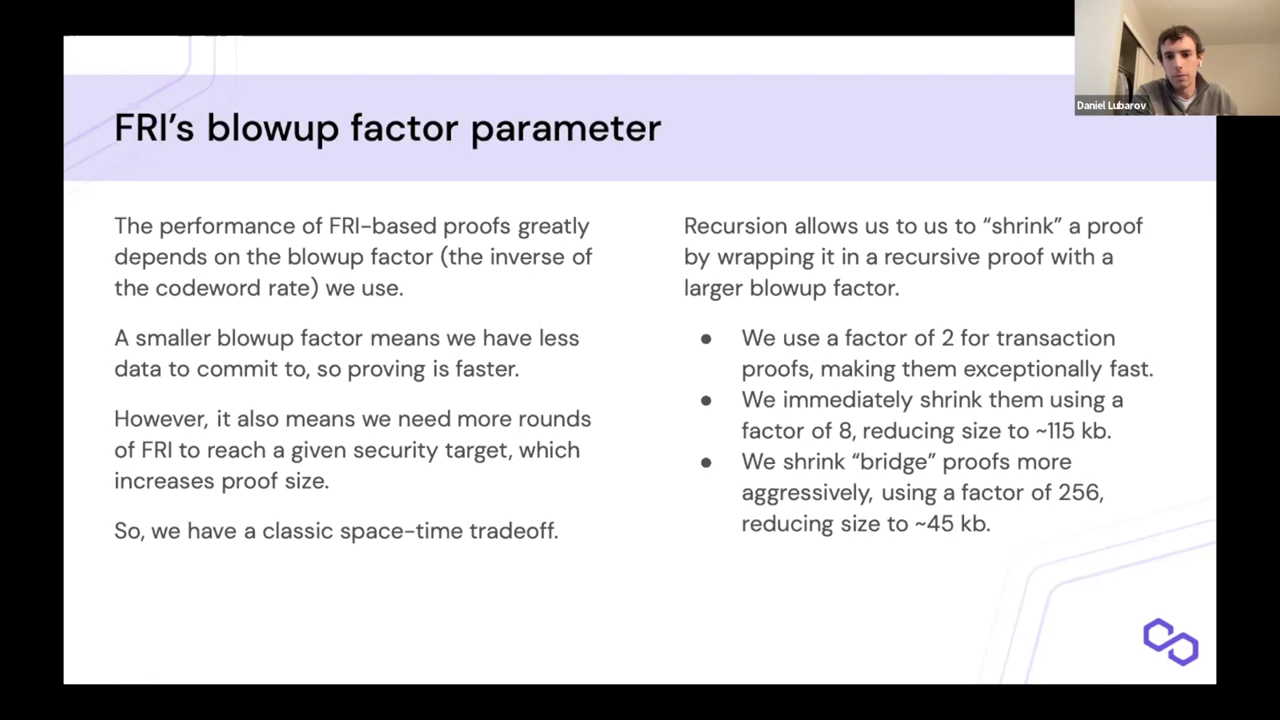 Daniel Lubarov
FRI's blowup factor parameter
The performance of FRI-based proofs greatly
depends on the blowup factor (the inverse of
the codeword rate) we use.
A smaller blowup factor means we have less
data to commit to, so proving is faster.
However, it also means we need more rounds
of FRI to reach a given security target, which
increases proof size.
So, we have a classic space-time tradeoff.
Recursion allows us to us to “shrink” a proof
by wrapping it in a recursive proof with a
larger blowup factor.
● We use a factor of 2 for transaction
proofs, making them exceptionally fast.
● We immediately shrink them using a
factor of 8, reducing size to ~115 kb.
● We shrink “bridge” proofs more
aggressively, using a factor of 256,
reducing size to ~45 kb.